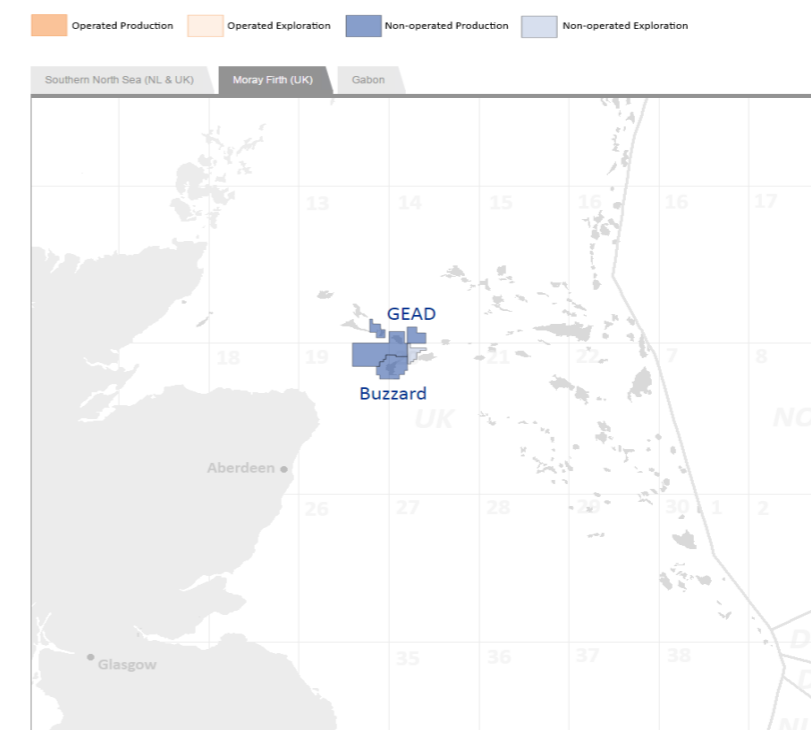 Operated Production Operated Exploration Non-operated Production Non-operated Exploration
Southern North Sea (NL & UK) Moray Firth (UK) Gabon
13 14 15 16 16 17
GEAD
18 19 21 22 7 8
Buzzard
UK NO
Aberdeen
26 27 28 29 30 1 2
D
Glasgow 35 36 37 38
D
NL